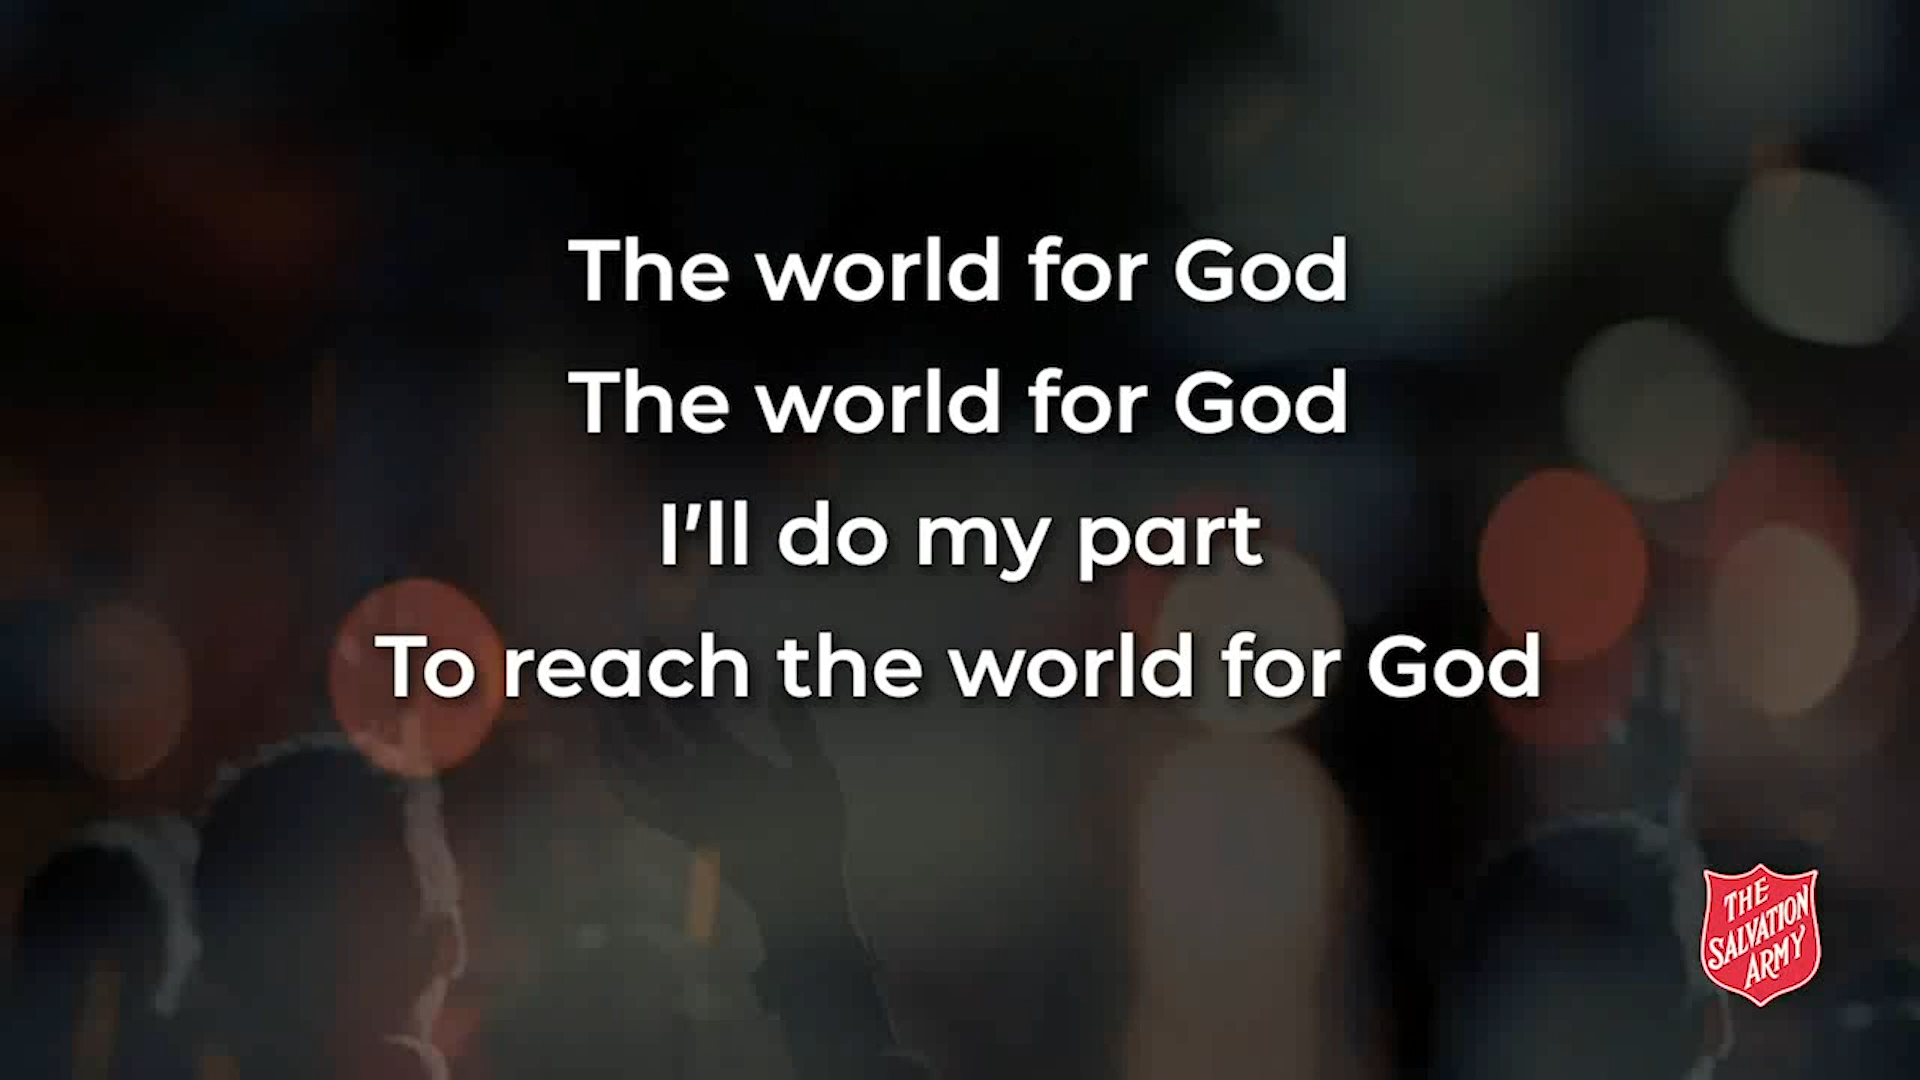 The world for God
The world for God
I'll do my part
To reach the world for God
THE
SALVATION
ARMY